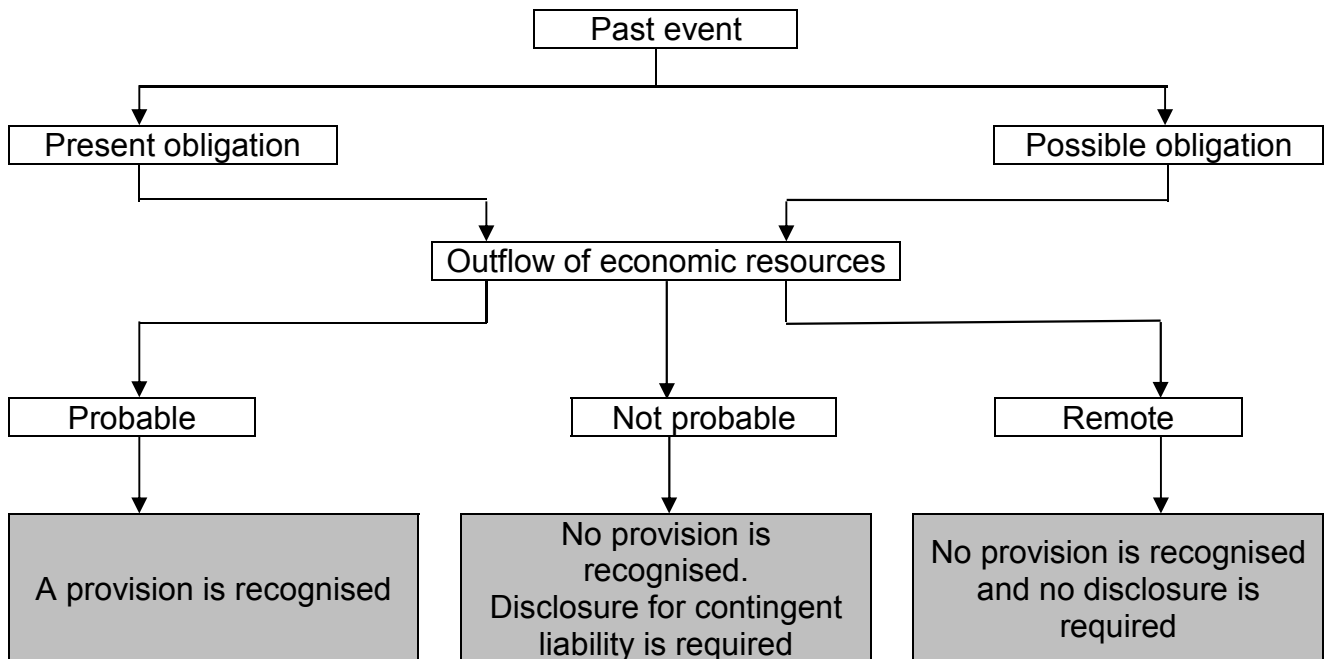 Past event
Present obligation
Possible obligation
Outflow of economic resources
Probable
Not probable
Remote
A provision is recognised
No provision is
recognised.
Disclosure for contingent
liability is required
No provision is recognised
and no disclosure is
required